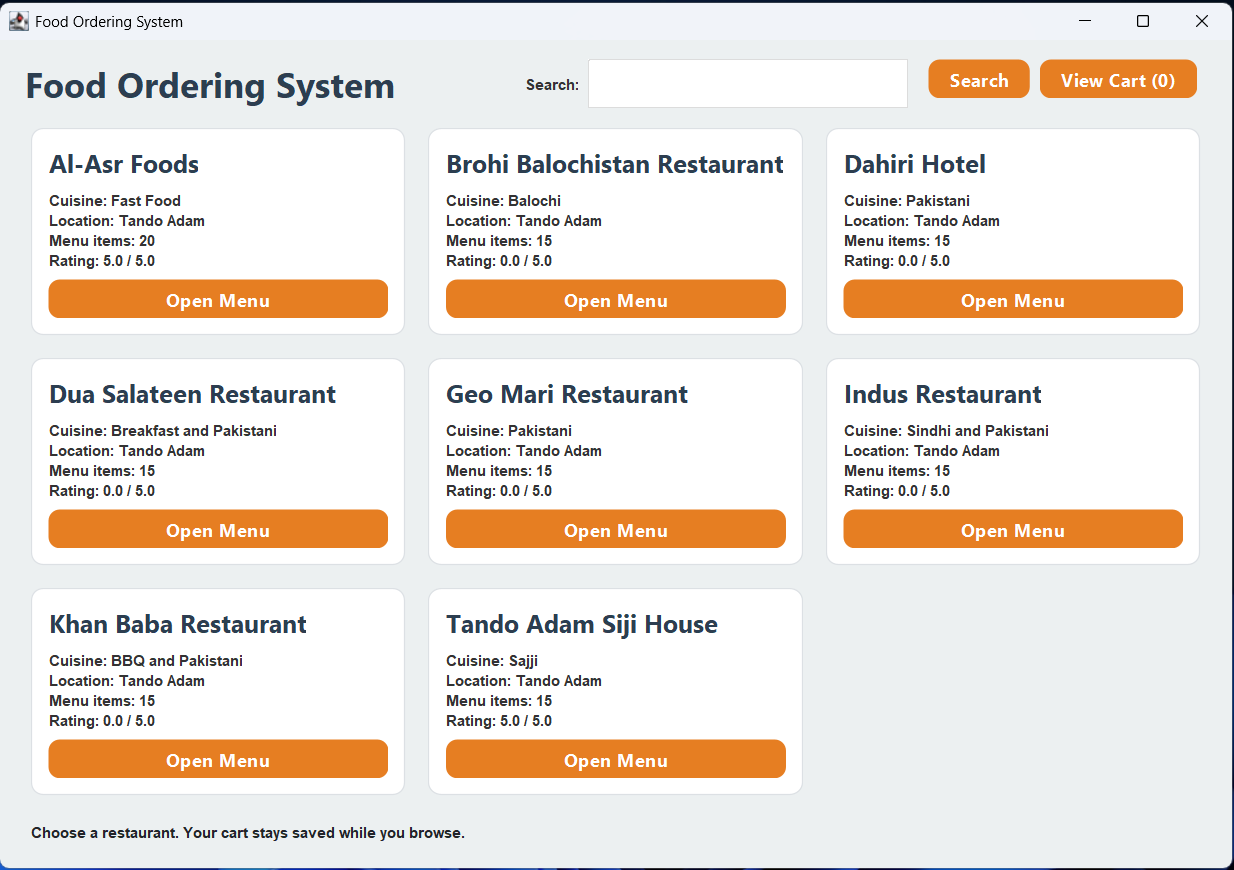 Food Ordering System
Food Ordering System
Search:
Search
View Cart (0)
Al-Asr Foods
Cuisine: Fast Food
Location: Tando Adam
Menu items: 20
Rating: 5.0 / 5.0
Open Menu
Brohi Balochistan Restaurant
Cuisine: Balochi
Location: Tando Adam
Menu items: 15
Rating: 0.0 / 5.0
Open Menu
Dahiri Hotel
Cuisine: Pakistani
Location: Tando Adam
Menu items: 15
Rating: 0.0 / 5.0
Open Menu
Dua Salateen Restaurant
Cuisine: Breakfast and Pakistani
Location: Tando Adam
Menu items: 15
Rating: 0.0 / 5.0
Open Menu
Geo Mari Restaurant
Cuisine: Pakistani
Location: Tando Adam
Menu items: 15
Rating: 0.0 / 5.0
Open Menu
Indus Restaurant
Cuisine: Sindhi and Pakistani
Location: Tando Adam
Menu items: 15
Rating: 0.0 / 5.0
Open Menu
Khan Baba Restaurant
Cuisine: BBQ and Pakistani
Location: Tando Adam
Menu items: 15
Rating: 0.0 / 5.0
Open Menu
Tando Adam Siji House
Cuisine: Sajji
Location: Tando Adam
Menu items: 15
Rating: 5.0 / 5.0
Open Menu
Choose a restaurant. Your cart stays saved while you browse.